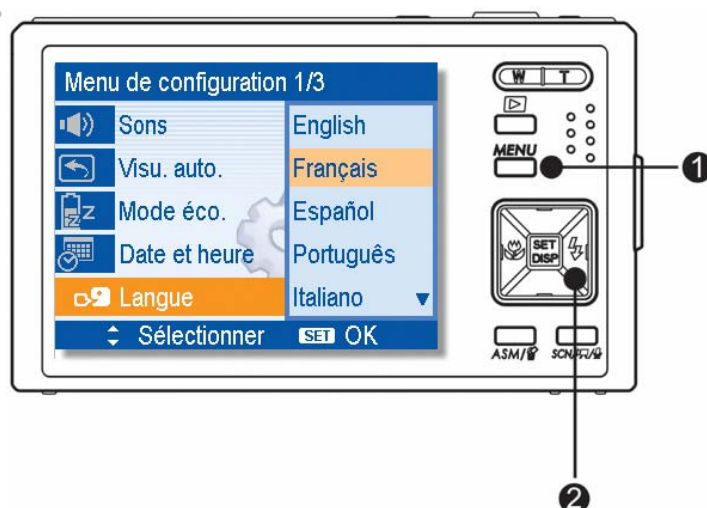 Menu de configuration 1/3
Sons
Visu. auto.
Mode éco.
Date et heure
Langue
English
Français
Español
Português
Italiano
Sélectionner SET OK
W T
MENU
1
SET
DISP
ASM/
SCN/
2